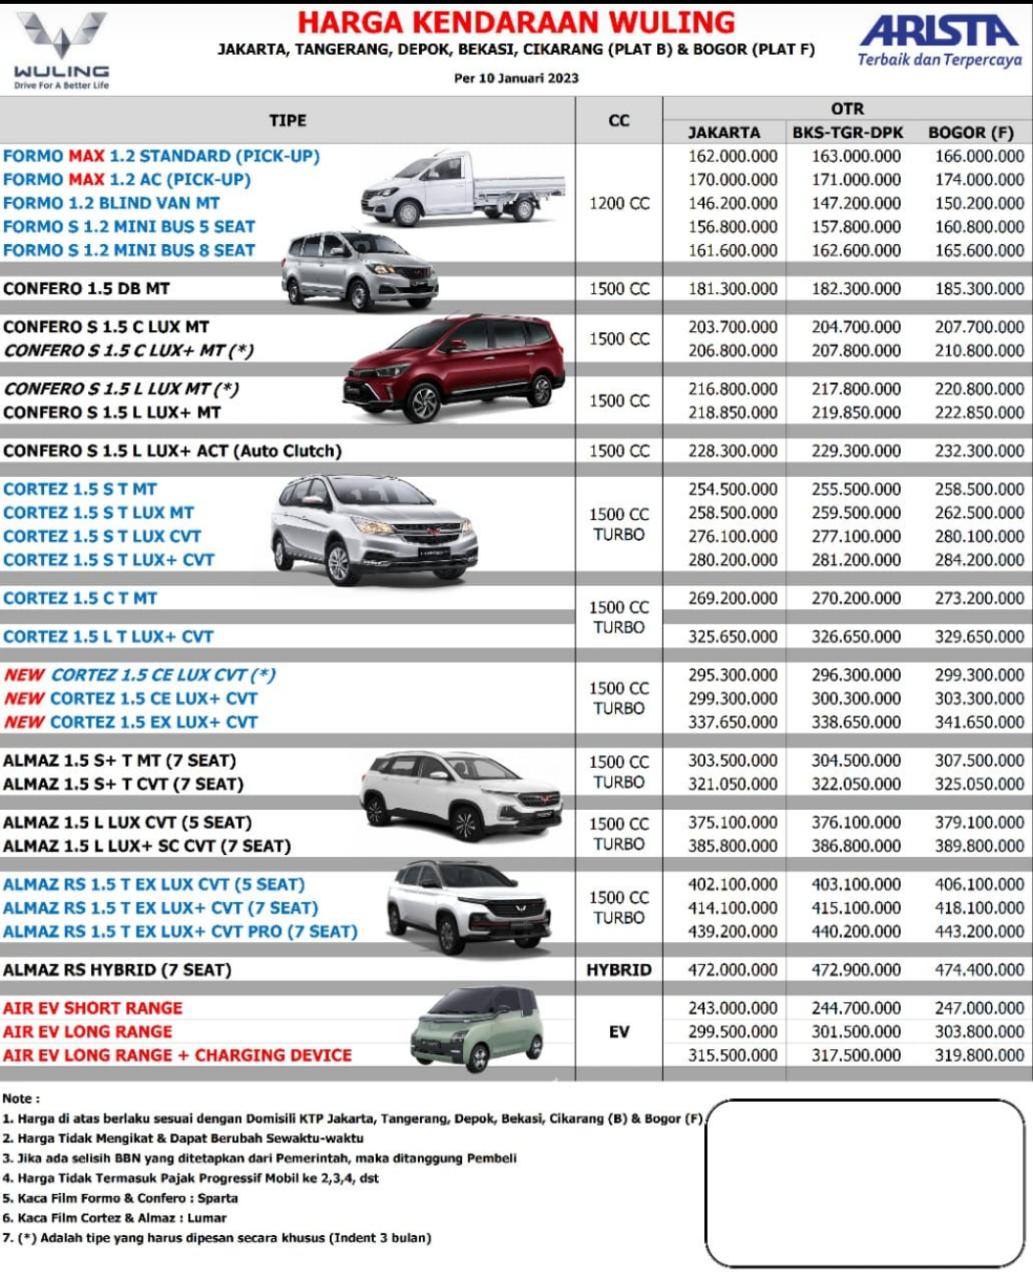 WULING
Drive For A Better Life
HARGA KENDARAAN WULING
JAKARTA, TANGERANG, DEPOK, BEKASI, CIKARANG (PLAT B) & BOGOR (PLAT F)
Per 10 Januari 2023
ARISTA
Terbaik dan Terpercaya
TIPE CC OTR
JAKARTA BKS-TGR-DPK BOGOR (F)
FORMO MAX 1.2 STANDARD (PICK-UP) 162.000.000 163.000.000 166.000.000
FORMO MAX 1.2 AC (PICK-UP) 170.000.000 171.000.000 174.000.000
FORMO 1.2 BLIND VAN MT 1200 CC 146.200.000 147.200.000 150.200.000
FORMO S 1.2 MINI BUS 5 SEAT 156.800.000 157.800.000 160.800.000
FORMO S 1.2 MINI BUS 8 SEAT 161.600.000 162.600.000 165.600.000
CONFERO 1.5 DB MT 1500 CC 181.300.000 182.300.000 185.300.000
CONFERO S 1.5 C LUX MT 1500 CC 203.700.000 204.700.000 207.700.000
CONFERO S 1.5 C LUX+ MT (*) 206.800.000 207.800.000 210.800.000
CONFERO S 1.5 L LUX MT (*) 1500 CC 216.800.000 217.800.000 220.800.000
CONFERO S 1.5 L LUX+ MT 218.850.000 219.850.000 222.850.000
CONFERO S 1.5 L LUX+ ACT (Auto Clutch) 1500 CC 228.300.000 229.300.000 232.300.000
CORTEZ 1.5 S T MT 254.500.000 255.500.000 258.500.000
CORTEZ 1.5 S T LUX MT 1500 CC 258.500.000 259.500.000 262.500.000
CORTEZ 1.5 S T LUX CVT TURBO 276.100.000 277.100.000 280.100.000
CORTEZ 1.5 S T LUX+ CVT 280.200.000 281.200.000 284.200.000
CORTEZ 1.5 C T MT 1500 CC 269.200.000 270.200.000 273.200.000
CORTEZ 1.5 L T LUX+ CVT TURBO 325.650.000 326.650.000 329.650.000
NEW CORTEZ 1.5 CE LUX CVT (*) 1500 CC 295.300.000 296.300.000 299.300.000
NEW CORTEZ 1.5 CE LUX+ CVT TURBO 299.300.000 300.300.000 303.300.000
NEW CORTEZ 1.5 EX LUX+ CVT 337.650.000 338.650.000 341.650.000
ALMAZ 1.5 S+ T MT (7 SEAT) 1500 CC 303.500.000 304.500.000 307.500.000
ALMAZ 1.5 S+ T CVT (7 SEAT) TURBO 321.050.000 322.050.000 325.050.000
ALMAZ 1.5 L LUX CVT (5 SEAT) 1500 CC 375.100.000 376.100.000 379.100.000
ALMAZ 1.5 L LUX+ SC CVT (7 SEAT) TURBO 385.800.000 386.800.000 389.800.000
ALMAZ RS 1.5 T EX LUX CVT (5 SEAT) 1500 CC 402.100.000 403.100.000 406.100.000
ALMAZ RS 1.5 T EX LUX+ CVT (7 SEAT) TURBO 414.100.000 415.100.000 418.100.000
ALMAZ RS 1.5 T EX LUX+ CVT PRO (7 SEAT) 439.200.000 440.200.000 443.200.000
ALMAZ RS HYBRID (7 SEAT) HYBRID 472.000.000 472.900.000 474.400.000
AIR EV SHORT RANGE 243.000.000 244.700.000 247.000.000
AIR EV LONG RANGE EV 299.500.000 301.500.000 303.800.000
AIR EV LONG RANGE + CHARGING DEVICE 315.500.000 317.500.000 319.800.000
Note :
1. Harga di atas berlaku sesuai dengan Domisili KTP Jakarta, Tangerang, Depok, Bekasi, Cikarang (B) & Bogor (F)
2. Harga Tidak Mengikat & Dapat Berubah Sewaktu-waktu
3. Jika ada selisih BBN yang ditetapkan dari Pemerintah, maka ditanggung Pembeli
4. Harga Tidak Termasuk Pajak Progressif Mobil ke 2,3,4, dst
5. Kaca Film Formo & Confero : Sparta
6. Kaca Film Cortez & Almaz : Lumar
7. (*) Adalah tipe yang harus dipesan secara khusus (Indent 3 bulan)